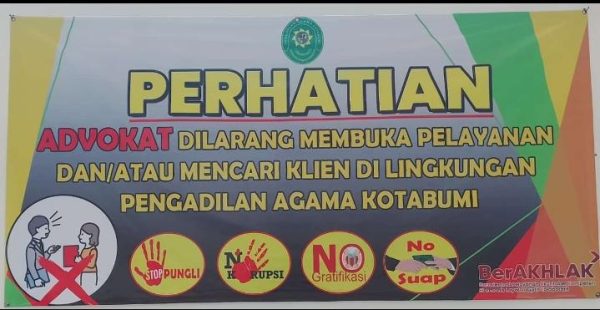 PERHATIAN
ADVOKAT DILARANG MEMBUKA PELAYANAN
DAN/ATAU MENCARI KLIEN DI LINGKUNGAN
PENGADILAN AGAMA KOTABUMI
STOP PUNGLI
NO KORUPSI
NO
Gratifikasi
No
Suap
BerAKHLAK